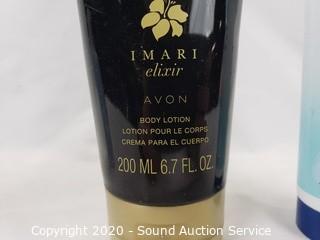 IMARI
elixir
AVON
BODY LOTION
LOTION POUR LE CORPS
CREMA PARA EL CUERPO
200 ML 6.7 FL. OZ.
Copyright 2020 - Sound Auction Service